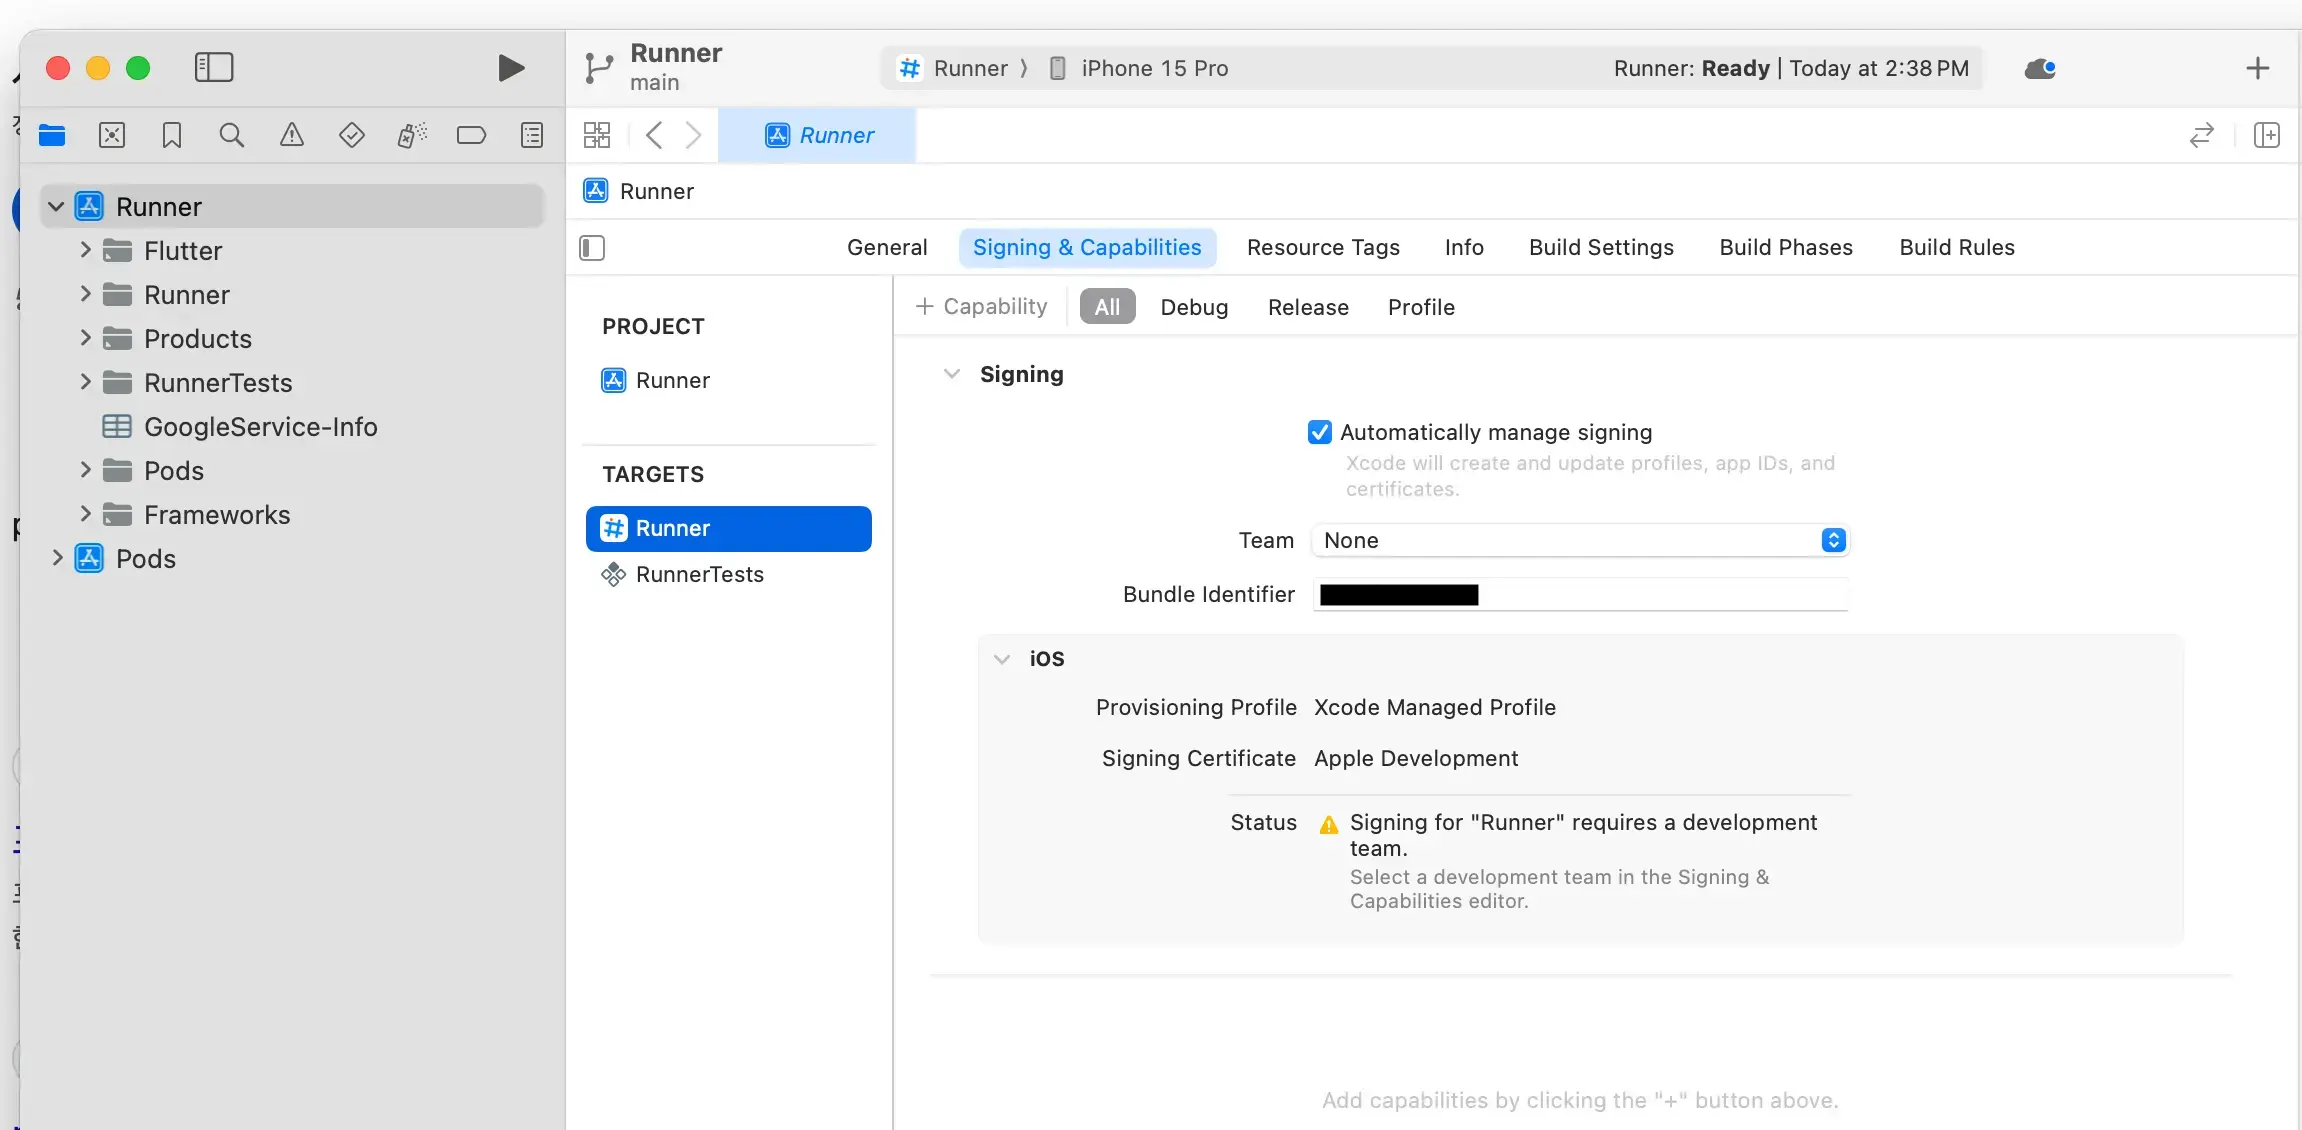 Runner
main
Runner
iPhone 15 Pro
Runner: Ready | Today at 2:38 PM
Runner
Runner
Flutter
Runner
Products
RunnerTests
GoogleService-Info
Pods
Frameworks
Pods
Runner
General
Signing & Capabilities
Resource Tags
Info
Build Settings
Build Phases
Build Rules
PROJECT
Runner
TARGETS
Runner
RunnerTests
+ Capability
All
Debug
Release
Profile
Signing
Automatically manage signing
Xcode will create and update profiles, app IDs, and
certificates.
Team
None
Bundle Identifier
iOS
Provisioning Profile
Xcode Managed Profile
Signing Certificate
Apple Development
Status
Signing for "Runner" requires a development
team.
Select a development team in the Signing &
Capabilities editor.
Add capabilities by clicking the "+" button above.